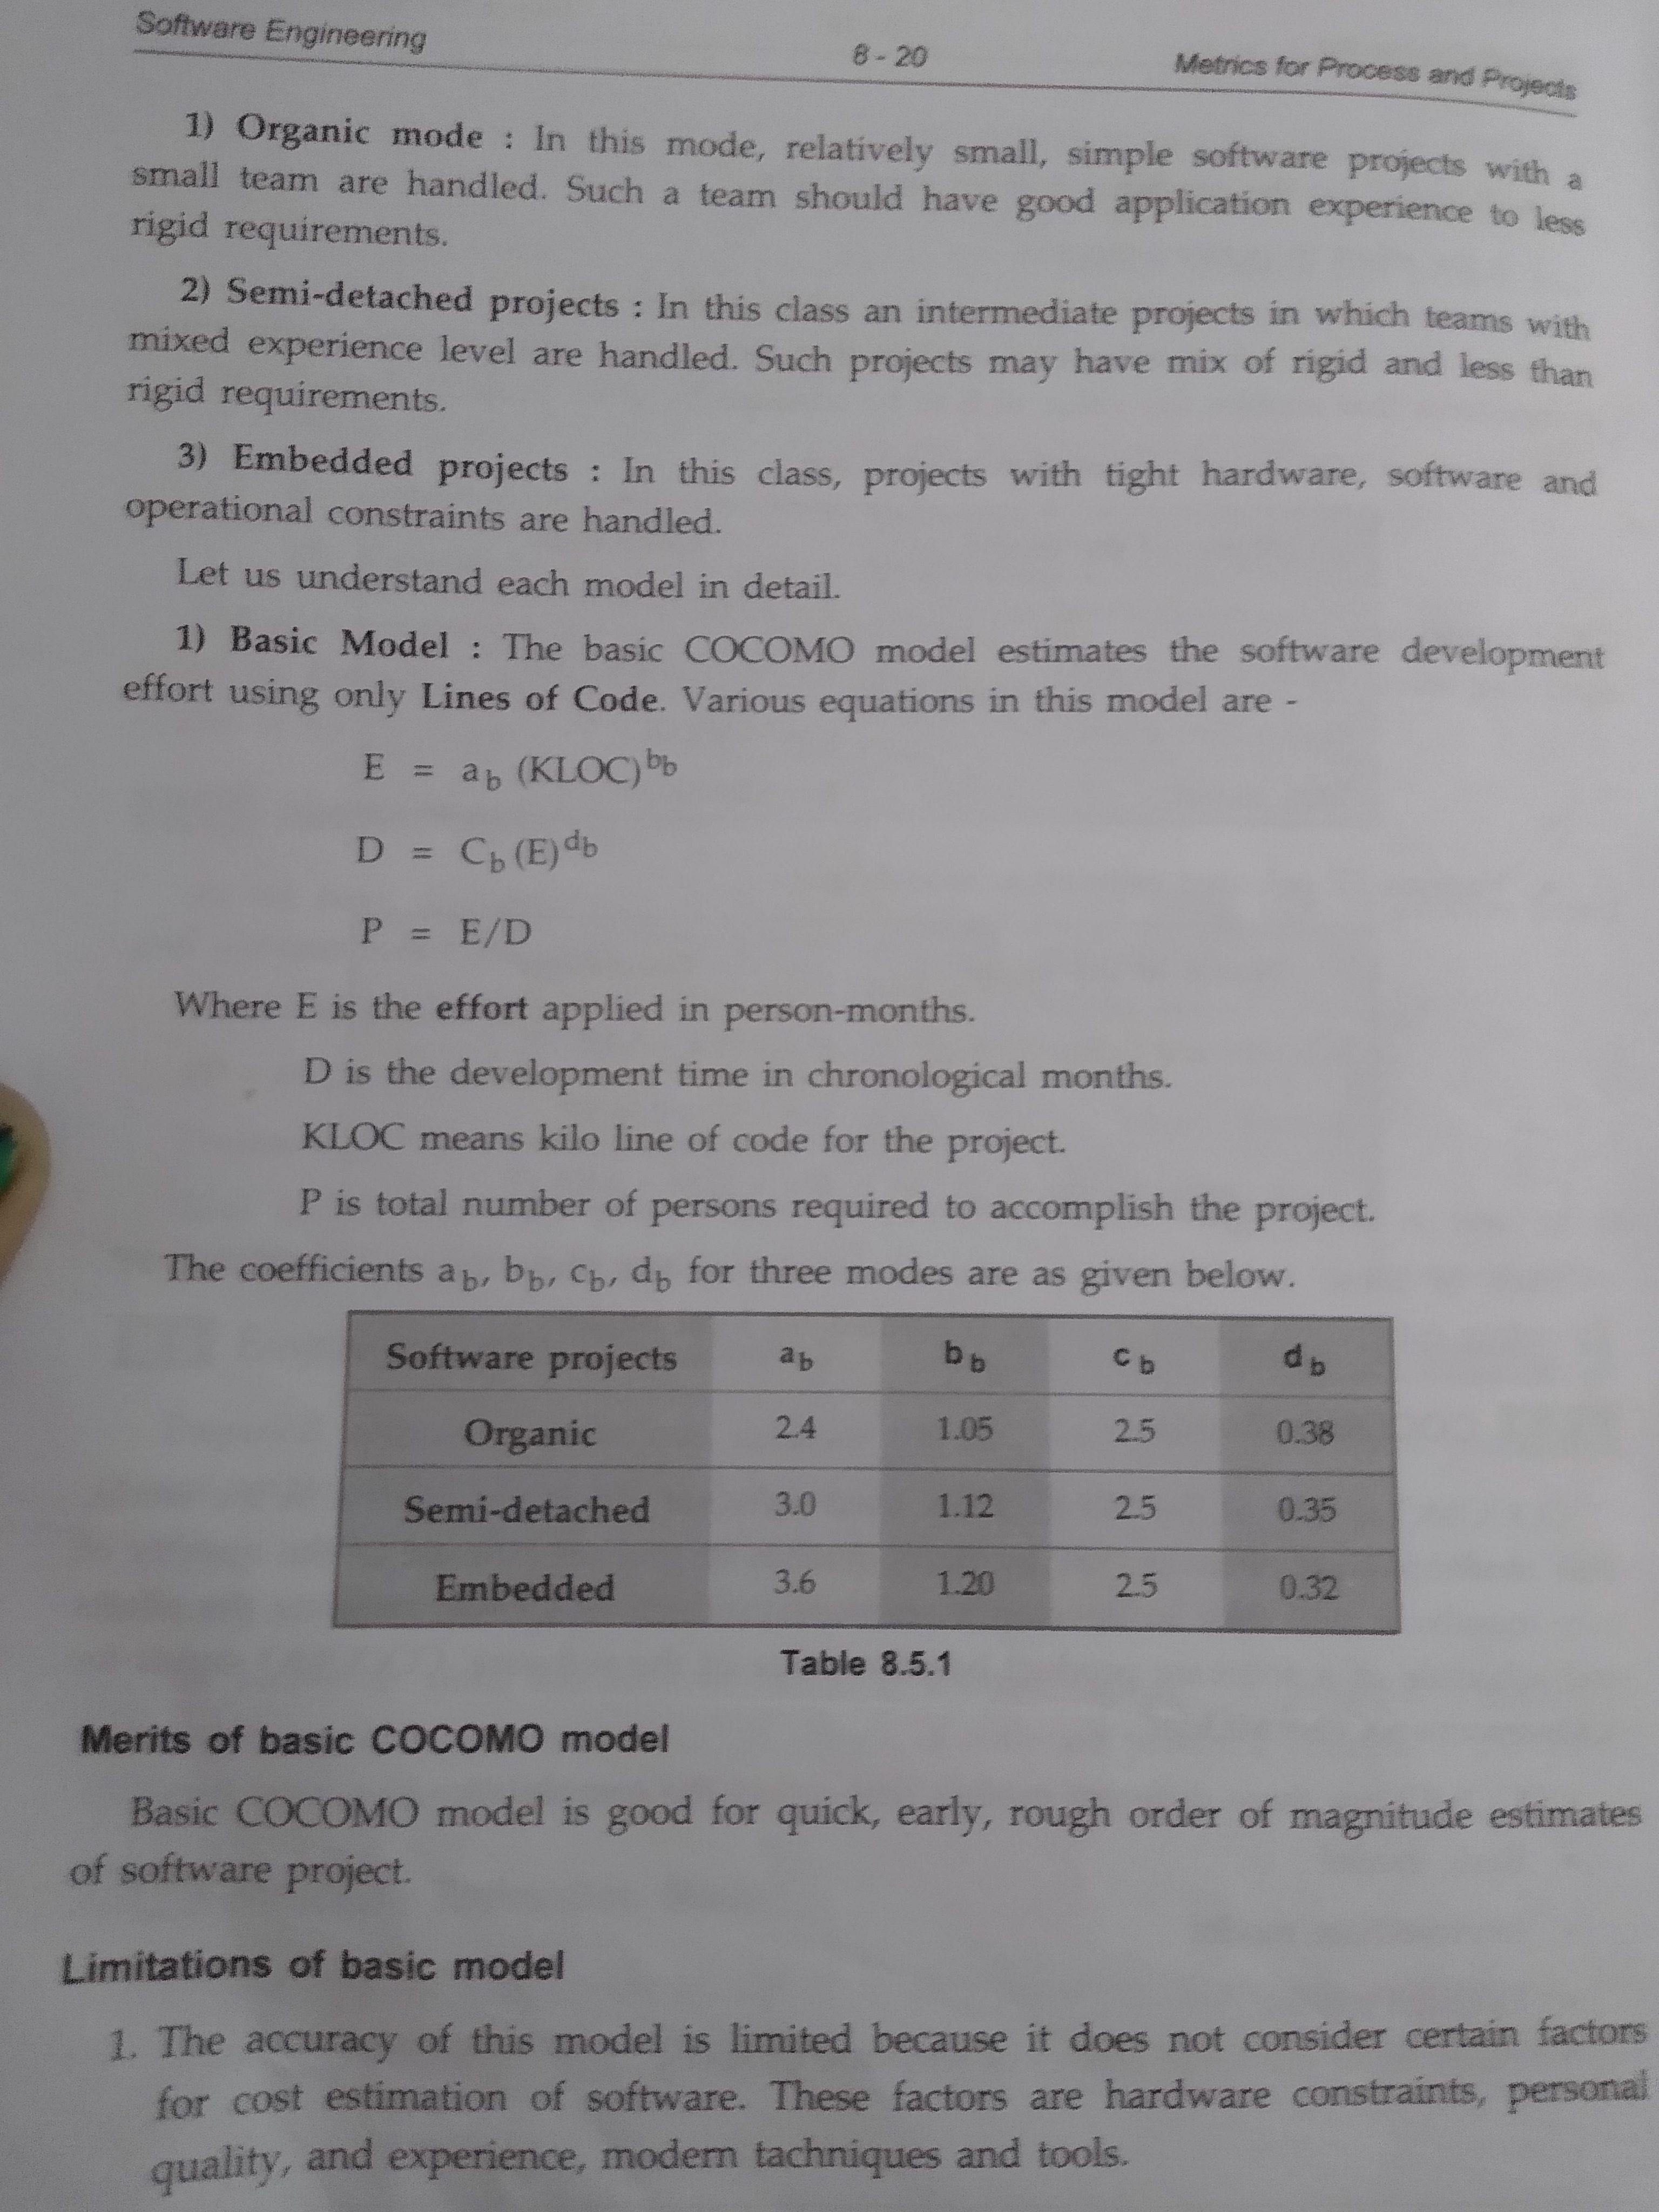 Software Engineering
8 - 20
Metrics for Process and Projects
1) Organic mode : In this mode, relatively small, simple software projects with a
small team are handled. Such a team should have good application experience to less
rigid requirements.
2) Semi-detached projects : In this class an intermediate projects in which teams with
mixed experience level are handled. Such projects may have mix of rigid and less than
rigid requirements.
3) Embedded projects : In this class, projects with tight hardware, software and
operational constraints are handled.
Let us understand each model in detail.
1) Basic Model : The basic COCOMO model estimates the software development
effort using only Lines of Code. Various equations in this model are -
E = a_b (KLOC)^b_b
D = C_b (E)^d_b
P = E/D
Where E is the effort applied in person-months.
D is the development time in chronological months.
KLOC means kilo line of code for the project.
P is total number of persons required to accomplish the project.
The coefficients a_b, b_b, c_b, d_b for three modes are as given below.
Software projects a_b b_b c_b d_b
Organic 2.4 1.05 2.5 0.38
Semi-detached 3.0 1.12 2.5 0.35
Embedded 3.6 1.20 2.5 0.32
Table 8.5.1
Merits of basic COCOMO model
Basic COCOMO model is good for quick, early, rough order of magnitude estimates
of software project.
Limitations of basic model
1. The accuracy of this model is limited because it does not consider certain factors
for cost estimation of software. These factors are hardware constraints, personal
quality, and experience, modern tachniques and tools.